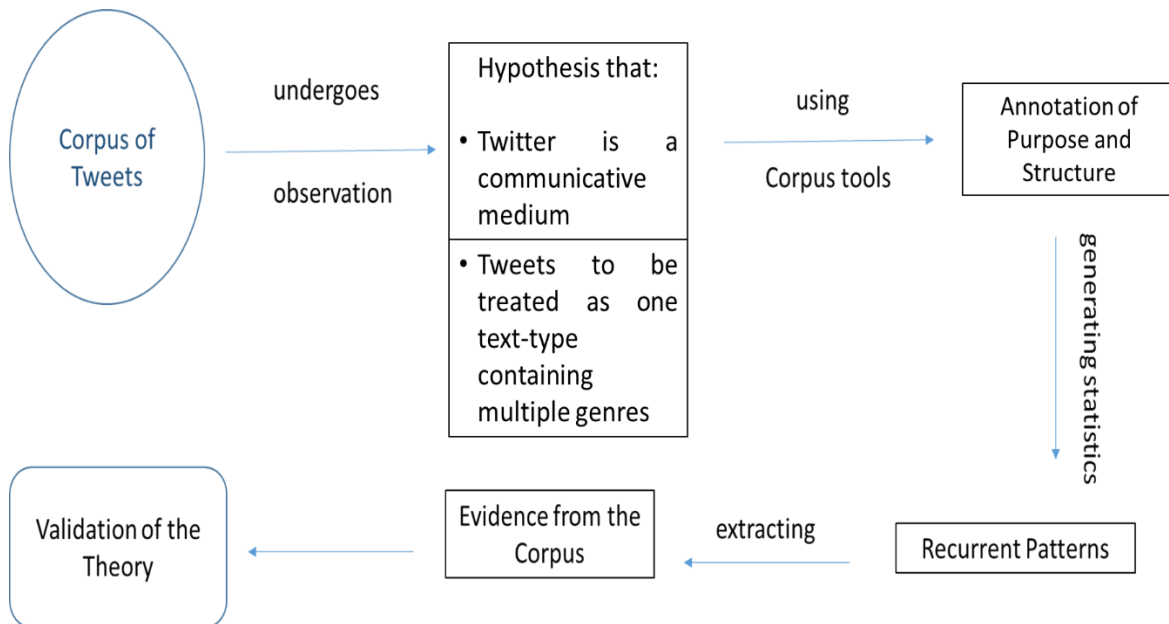 Corpus of
Tweets
undergoes
observation
Hypothesis that:
• Twitter is a
communicative
medium
• Tweets to be
treated as one
text-type
containing
multiple genres
using
Corpus tools
Annotation of
Purpose and
Structure
generating statistics
Recurrent Patterns
extracting
Evidence from the
Corpus
Validation of the
Theory